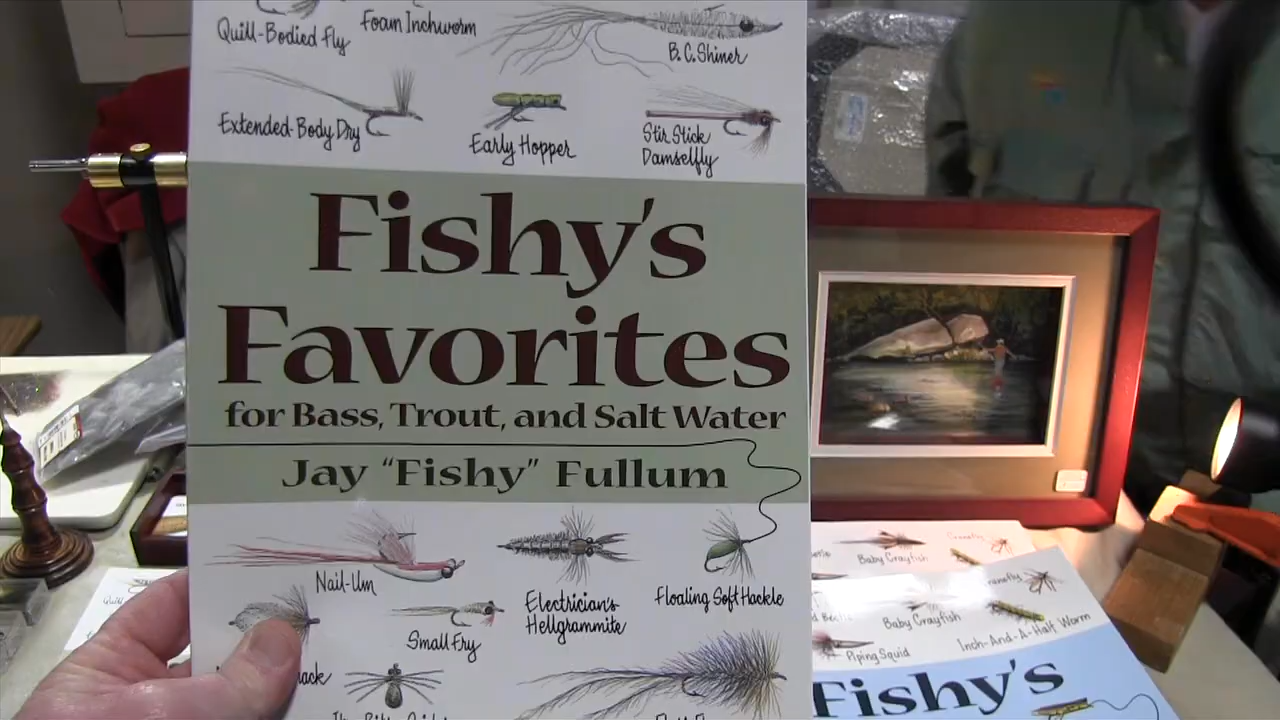 Quill-Bodied Fly
Foam Inchworm
B.C. Shiner
Extended-Body Dry
Early Hopper
Stir Stick
Damselfly
Fishy's
Favorites
for Bass, Trout, and Salt Water
Jay “Fishy” Fullum
Nail-Um
Electrician's
Hellgrammite
Floating Soft Hackle
Small Fry
Baby Crayfish
Baby Crayfish
Inch-And-A-Half Worm
Piping Squid
Fishy's